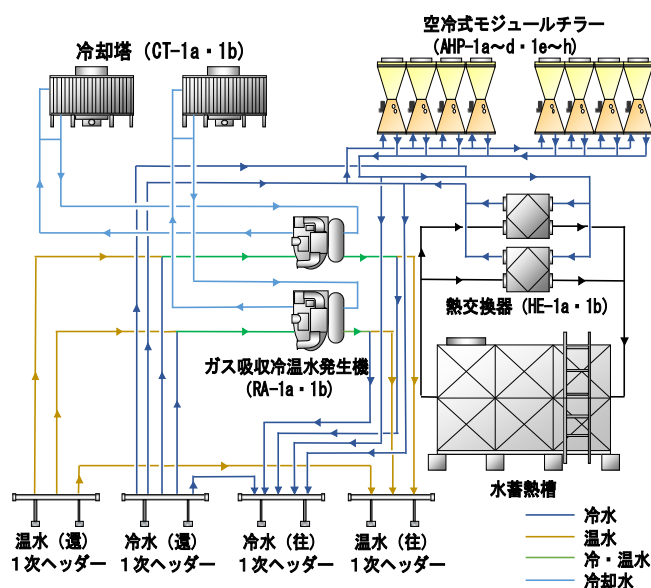 空冷式モジュールチラー
(AHP-1a～d・1e～h)
冷却塔（CT-1a・1b）
熱交換器（HE-1a・1b）
ガス吸収冷温水発生機
(RA-1a・1b)
水蓄熱槽
温水（還）
1次ヘッダー
冷水（還）
1次ヘッダー
冷水（往）
1次ヘッダー
温水（往）
1次ヘッダー
冷水
温水
冷・温水
冷却水